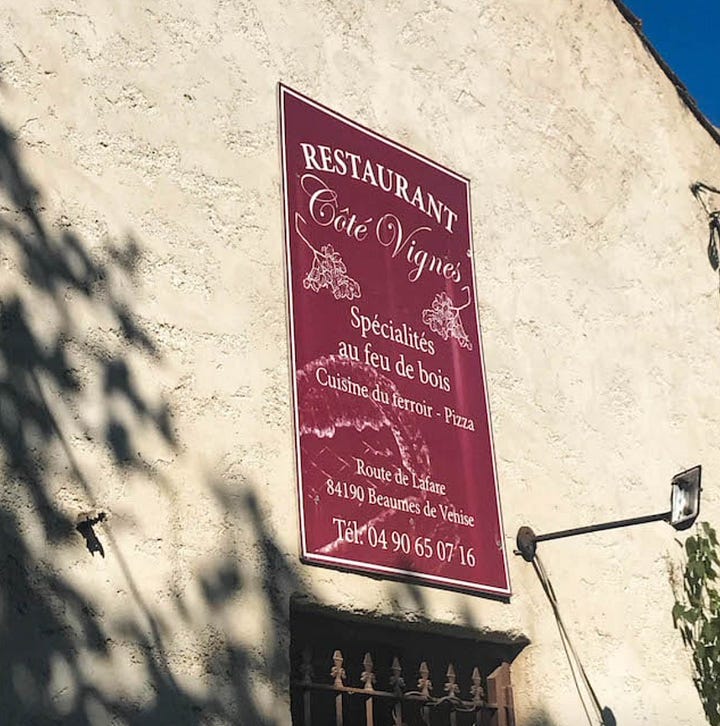 RESTAURANT
Côté Vignes
Spécialités
au feu de bois
Cuisine du terroir - Pizza
Route de Lafare
84190 Beaumes de Venise
Tél: 04 90 65 07 16